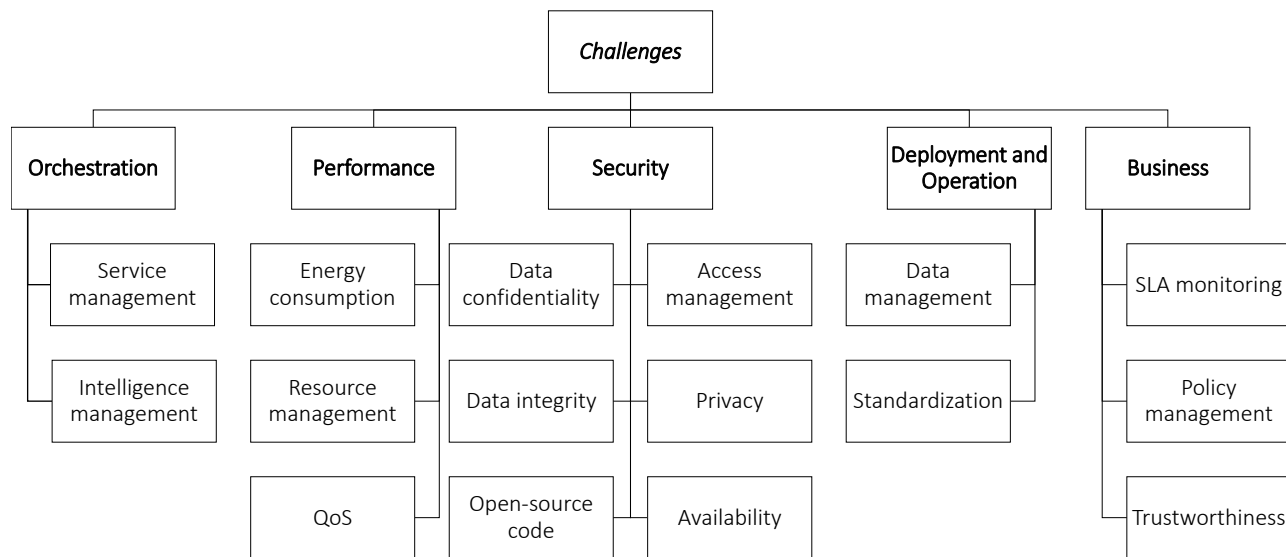 Challenges
Orchestration
Performance
Security
Deployment and
Operation
Business
Service
management
Intelligence
management
Energy
consumption
Resource
management
QoS
Data
confidentiality
Data integrity
Open-source
code
Access
management
Privacy
Availability
Data
management
Standardization
SLA monitoring
Policy
management
Trustworthiness